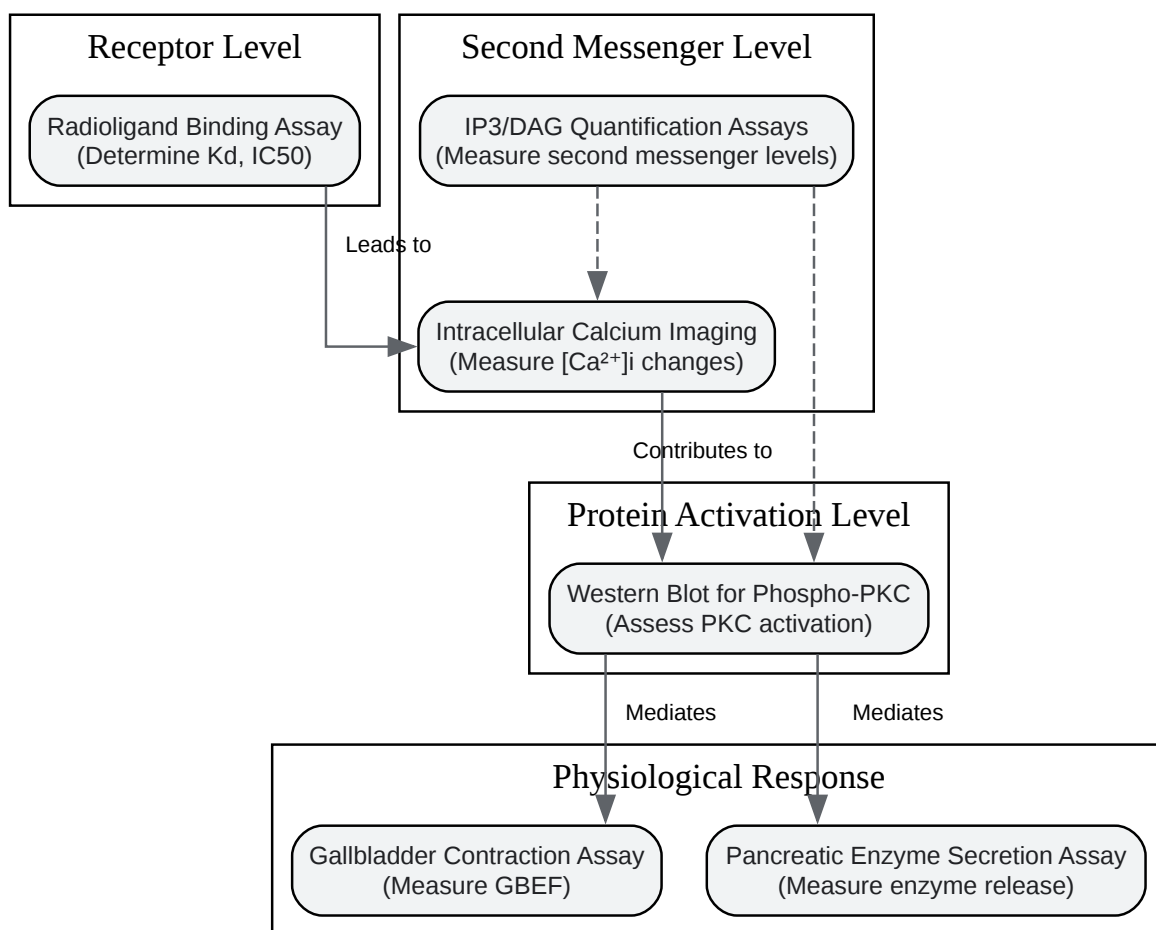 Receptor Level
Second Messenger Level
Radioligand Binding Assay
(Determine Kd, IC50)
IP3/DAG Quantification Assays
(Measure second messenger levels)
Leads to
Intracellular Calcium Imaging
(Measure [Ca²⁺]i changes)
Contributes to
Protein Activation Level
Western Blot for Phospho-PKC
(Assess PKC activation)
Mediates
Mediates
Physiological Response
Gallbladder Contraction Assay
(Measure GBEF)
Pancreatic Enzyme Secretion Assay
(Measure enzyme release)